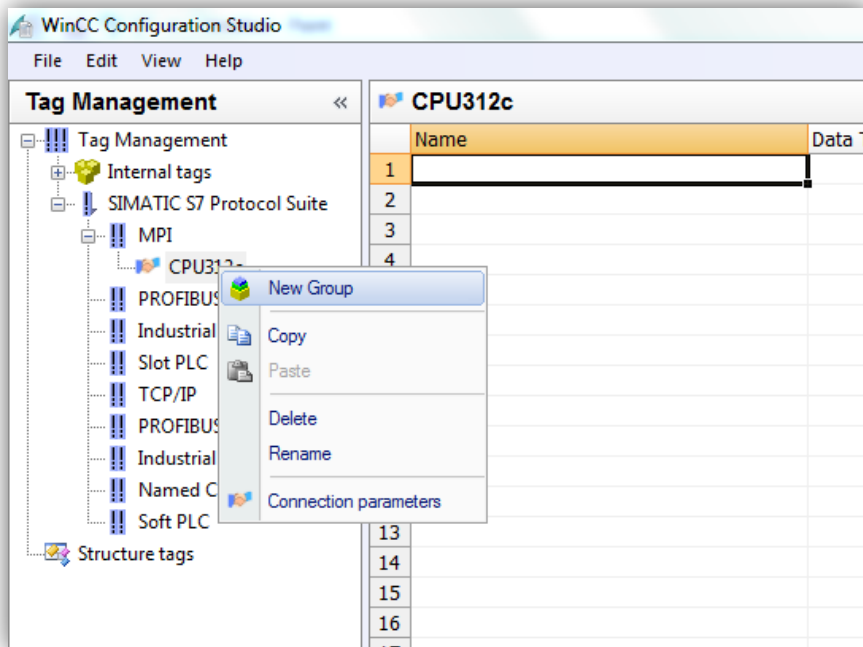 WinCC Configuration Studio
File Edit View Help
Tag Management «
CPU312c
Name Data
Tag Management
Internal tags
SIMATIC S7 Protocol Suite
MPI
CPU312c
PROFIBUS
Industrial
Slot PLC
TCP/IP
PROFIBUS
Industrial
Named C
Soft PLC
Structure tags
New Group
Copy
Paste
Delete
Rename
Connection parameters
1
2
3
4
13
14
15
16